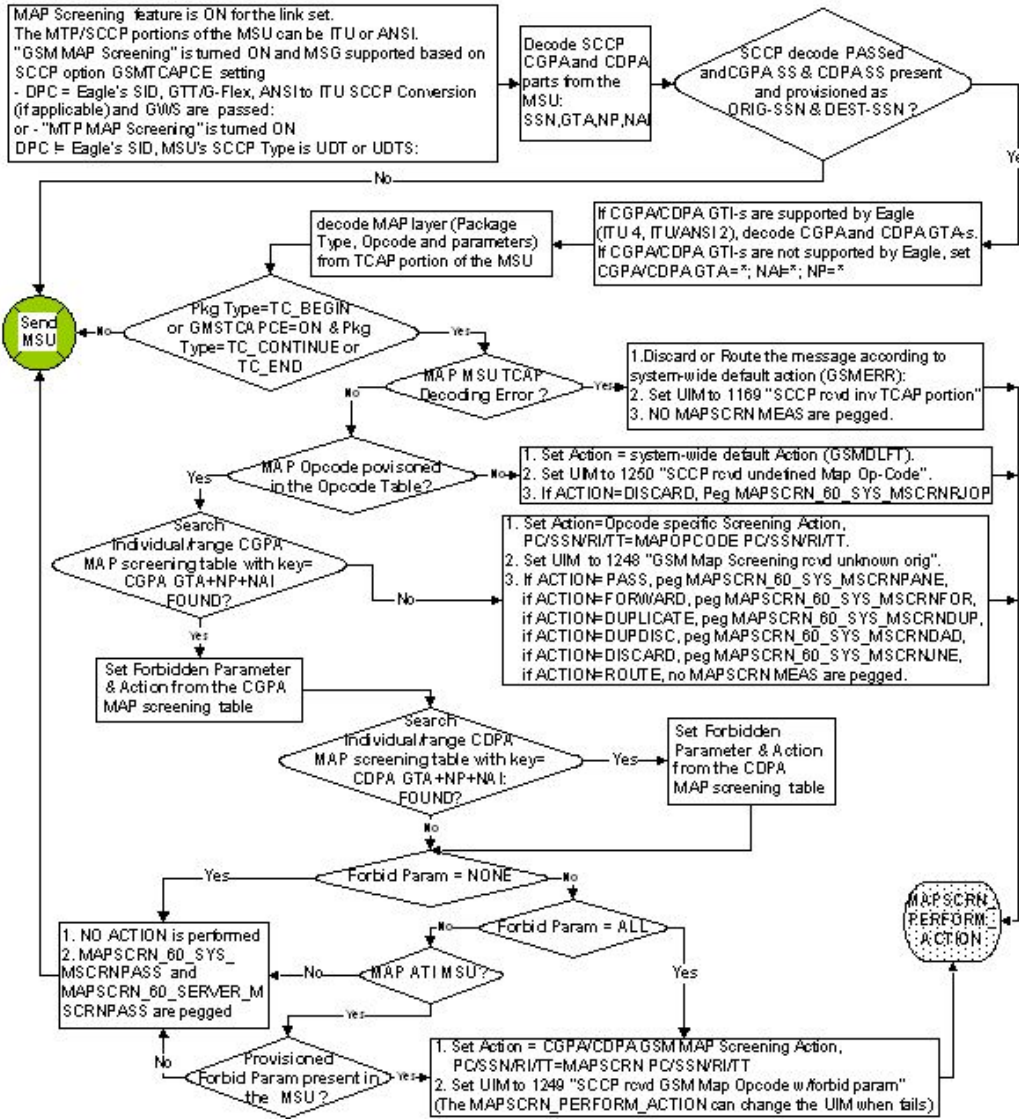 MAP Screening feature is ON for the link set.
The MTP/SCCP portions of the MSU can be ITU or ANSI.
"GSM MAP Screening" is turned ON and MSG supported based on
SCCP option GSMTCAPCE setting
- DPC = Eagle's SID, GTT/G-Flex, ANSI to ITU SCCP Conversion
(if applicable) and GWS are passed:
or - "MTP MAP Screening" is turned ON
DPC != Eagle's SID, MSU's SCCP Type is UDT or UDTS:
Decode SCCP
CGPA and CDPA
parts from the
MSU:
SSN,GTA,NP,NAI
SCCP decode PASSed
and CGPA SS & CDPA SS present
and provisioned as
ORIG-SSN & DEST-SSN ?
Yes
No
If CGPA/CDPA GTI-s are supported by Eagle
(ITU 4, ITU/ANSI 2), decode CGPA and CDPA GTA-s.
If CGPA/CDPA GTI-s are not supported by Eagle, set
CGPA/CDPA GTA=*; NAI=*; NP=*
decode MAP layer (Package
Type, Opcode and parameters)
from TCAP portion of the MSU
Send
MSU
No
Pkg Type=TC_BEGIN
or GMSTCAPCE=ON & Pkg
Type=TC_CONTINUE or
TC_END
Yes
MAP MSU TCAP
Decoding Error ?
Yes
No
1.Discard or Route the message according to
system-wide default action (GSMERR):
2. Set UIM to 1169 "SCCP rcvd inv TCAP portion"
3. NO MAPSCRN MEAS are pegged.
Yes
MAP Opcode povisoned
in the Opcode Table?
No
1. Set Action = system-wide default Action (GSMDLFT).
2. Set UIM to 1250 "SCCP rcvd undefined Map Op-Code".
3. If ACTION=DISCARD, Peg MAPSCRN_60_SYS_MSCRNRJOP
Search
Individual/range CGPA
MAP screening table with key=
CGPA GTA+NP+NAI
FOUND?
No
1. Set Action=Opcode specific Screening Action,
PC/SSN/RI/TT=MAPOPCODE PC/SSN/RI/TT.
2. Set UIM to 1248 "GSM Map Screening rcvd unknown orig".
3. If ACTION=PASS, peg MAPSCRN_60_SYS_MSCRNPANE,
if ACTION=FORWARD, peg MAPSCRN_60_SYS_MSCRNFOR,
if ACTION=DUPLICATE, peg MAPSCRN_60_SYS_MSCRNDUP,
if ACTION=DUPDISC, peg MAPSCRN_60_SYS_MSCRNDAD,
if ACTION=DISCARD, peg MAPSCRN_60_SYS_MSCRNJNE,
if ACTION=ROUTE, no MAPSCRN MEAS are pegged.
Yes
Set Forbidden Parameter
& Action from the CGPA
MAP screening table
Search
Individual/range CDPA
MAP screening table with key=
CDPA GTA+NP+NAI:
FOUND?
Yes
Set Forbidden
Parameter & Action
from the CDPA
MAP screening table
No
Yes
Forbid Param = NONE
No
1. NO ACTION is performed
2. MAPSCRN_60_SYS_
MSCRNPASS and
MAPSCRN_60_SERVER_M
SCRNPASS are pegged
No
Forbid Param = ALL
Yes
No
MAP ATI MSU?
Yes
MAPSCRN_
PERFORM_
ACTION
No
Provisioned
Forbid Param present in
the MSU ?
Yes
1. Set Action = CGPA/CDPA GSM MAP Screening Action,
PC/SSN/RI/TT=MAPSCRN PC/SSN/RI/TT
2. Set UIM to 1249 "SCCP rcvd GSM Map Opcode w/forbid param"
(The MAPSCRN_PERFORM_ACTION can change the UIM when fails)